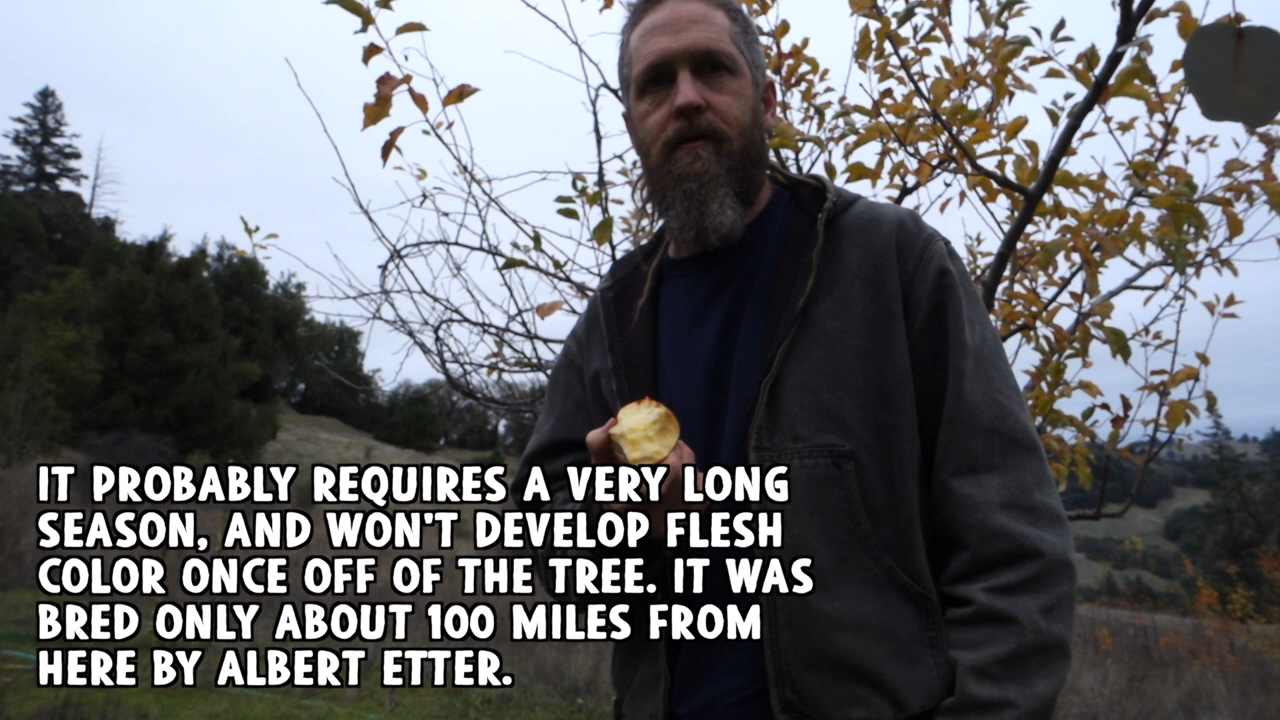 IT PROBABLY REQUIRES A VERY LONG
SEASON, AND WON'T DEVELOP FLESH
COLOR ONCE OFF OF THE TREE. IT WAS
BRED ONLY ABOUT 100 MILES FROM
HERE BY ALBERT ETTER.